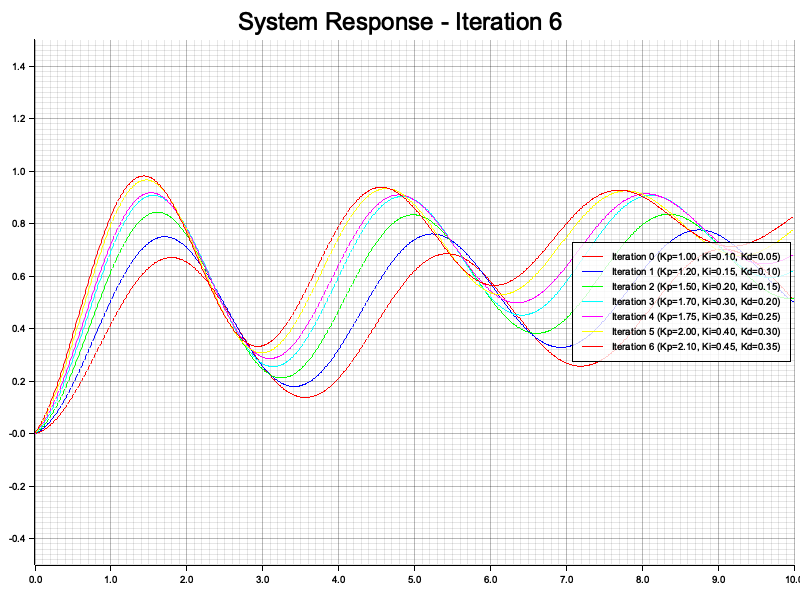 System Response - Iteration 6
1.4
1.2
1.0
0.8
0.6
0.4
0.2
-0.0
-0.2
-0.4
Iteration 0 (Kp=1.00, Ki=0.10, Kd=0.05)
Iteration 1 (Kp=1.20, Ki=0.15, Kd=0.10)
Iteration 2 (Kp=1.50, Ki=0.20, Kd=0.15)
Iteration 3 (Kp=1.70, Ki=0.30, Kd=0.20)
Iteration 4 (Kp=1.75, Ki=0.35, Kd=0.25)
Iteration 5 (Kp=2.00, Ki=0.40, Kd=0.30)
Iteration 6 (Kp=2.10, Ki=0.45, Kd=0.35)
0.0 1.0 2.0 3.0 4.0 5.0 6.0 7.0 8.0 9.0 10.0